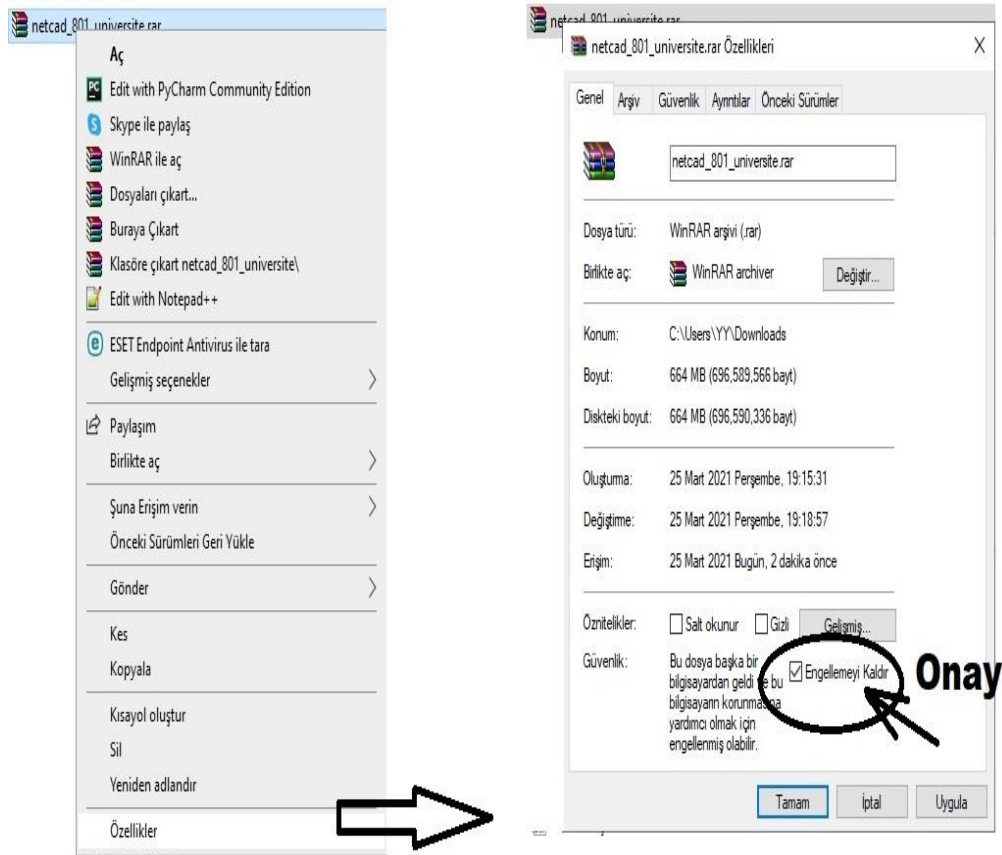 netcad_801_universite.rar
Aç
Edit with PyCharm Community Edition
Skype ile paylaş
WinRAR ile aç
Dosyaları çıkart...
Buraya Çıkart
Klasöre çıkart netcad_801_universite\
Edit with Notepad++
ESET Endpoint Antivirus ile tara
Gelişmiş seçenekler
Paylaşım
Birlikte aç
Şuna Erişim verin
Önceki Sürümleri Geri Yükle
Gönder
Kes
Kopyala
Kısayol oluştur
Sil
Yeniden adlandır
Özellikler
netcad_801_universite.rar
netcad_801_universite.rar Özellikleri
Genel Arşiv Güvenlik Ayrıntılar Önceki Sürümler
netcad_801_universite.rar
Dosya türü: WinRAR arşivi (.rar)
Birlikte aç: WinRAR archiver Değiştir...
Konum: C:\Users\YY\Downloads
Boyut: 664 MB (696,589,566 bayt)
Diskteki boyut: 664 MB (696,590,336 bayt)
Oluşturma: 25 Mart 2021 Perşembe, 19:15:31
Değiştirme: 25 Mart 2021 Perşembe, 19:18:57
Erişim: 25 Mart 2021 Bugün, 2 dakika önce
Öznitelikler: Salt okunur Gizli Gelişmiş...
Güvenlik: Bu dosya başka bir
bilgisayardan geldi ve bu
bilgisayarın korunmasına
yardımcı olmak için
engellenmiş olabilir.
Engellemeyi Kaldır
Onay
Tamam İptal Uygula